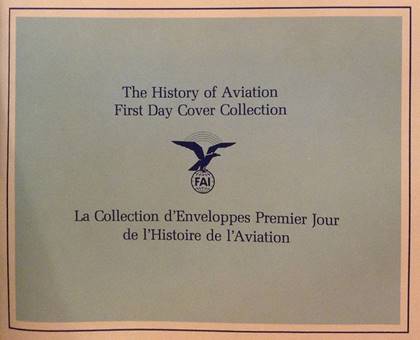 The History of Aviation
First Day Cover Collection
FAI
La Collection d'Enveloppes Premier Jour
de l'Histoire de l'Aviation